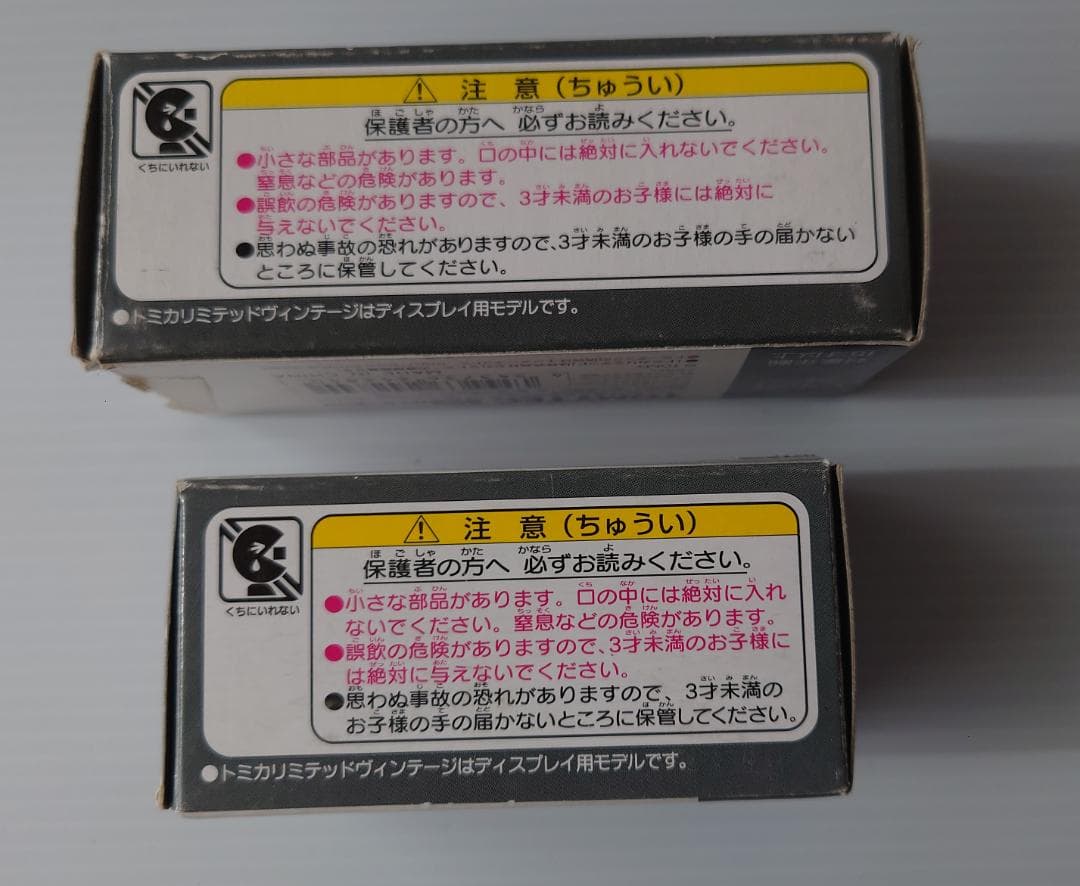 注 意（ちゅうい）
保護者の方へ 必ずお読みください。
くちにいれない
●小さな部品があります。口の中には絶対に入れないでください。
窒息などの危険があります。
●誤飲の危険がありますので、3才未満のお子様には絶対に
与えないでください。
●思わぬ事故の恐れがありますので、3才未満のお子様の手の届かない
ところに保管してください。
●トミカリミテッドヴィンテージはディスプレイ用モデルです。
注 意（ちゅうい）
保護者の方へ 必ずお読みください。
くちにいれない
●小さな部品があります。口の中には絶対に入れ
ないでください。窒息などの危険があります。
●誤飲の危険がありますので、3才未満のお子様に
は絶対に与えないでください。
●思わぬ事故の恐れがありますので、3才未満の
お子様の手の届かないところに保管してください。
●トミカリミテッドヴィンテージはディスプレイ用モデルです。